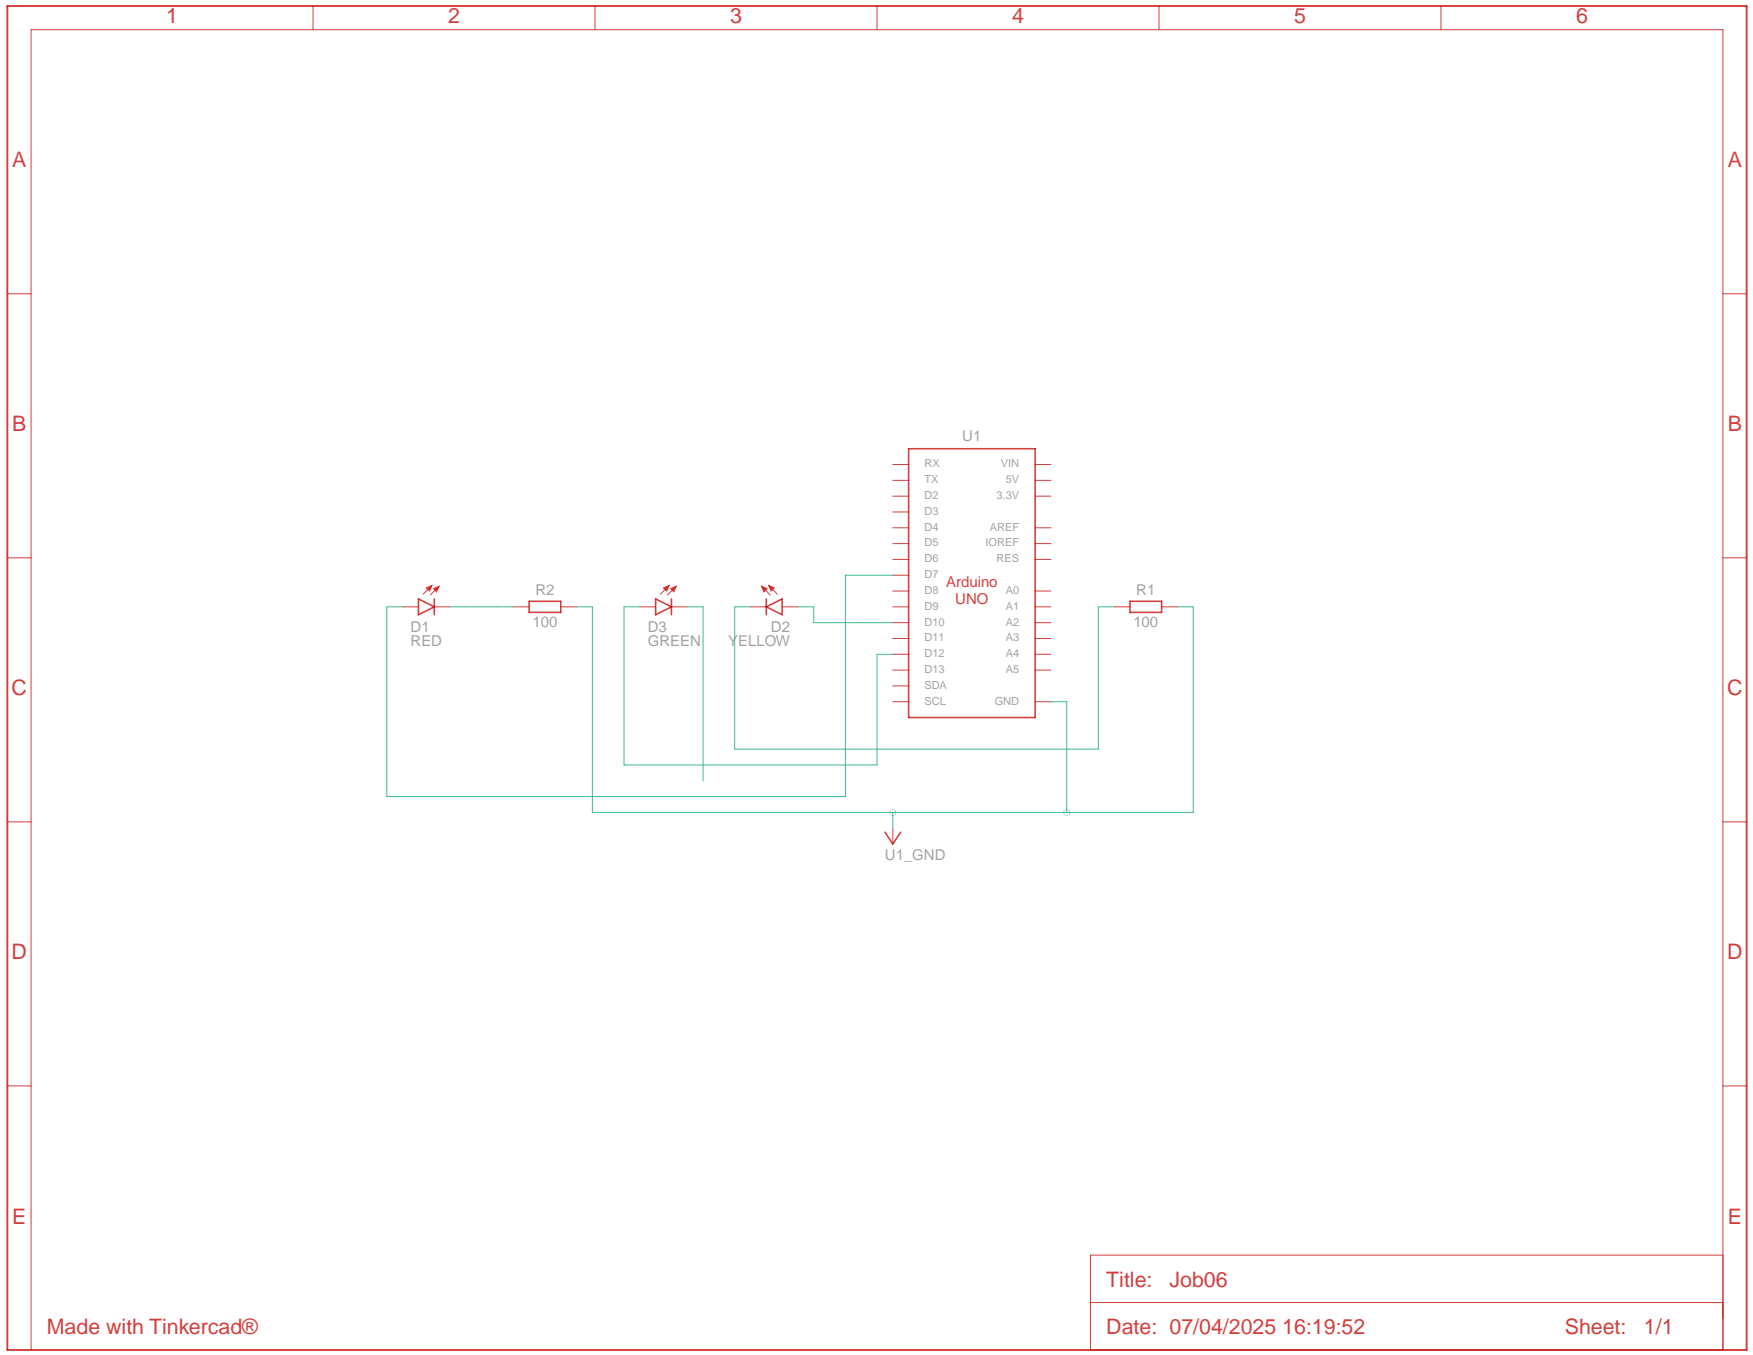 1 2 3 4 5 6
A A
B B
U1
RX VIN
TX 5V
D2 3.3V
D3
D4 AREF
D5 IOREF
D6 RES
D7
Arduino
UNO
D8 A0
D9 A1
D10 A2
D11 A3
D12 A4
D13 A5
SDA
SCL GND
D1
RED
R2
100
D3
GREEN
D2
YELLOW
R1
100
C C
U1_GND
D D
E E
Title: Job06
Date: 07/04/2025 16:19:52 Sheet: 1/1
Made with Tinkercad®